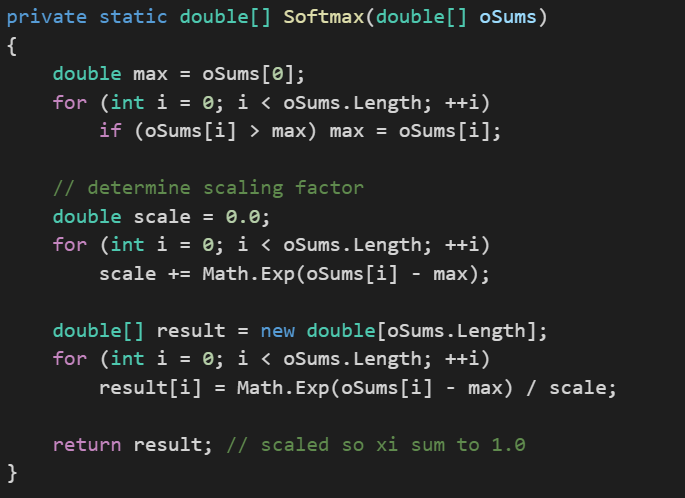 private static double[] Softmax(double[] oSums)
{
    double max = oSums[0];
    for (int i = 0; i < oSums.Length; ++i)
        if (oSums[i] > max) max = oSums[i];

    // determine scaling factor
    double scale = 0.0;
    for (int i = 0; i < oSums.Length; ++i)
        scale += Math.Exp(oSums[i] - max);

    double[] result = new double[oSums.Length];
    for (int i = 0; i < oSums.Length; ++i)
        result[i] = Math.Exp(oSums[i] - max) / scale;

    return result; // scaled so xi sum to 1.0
}